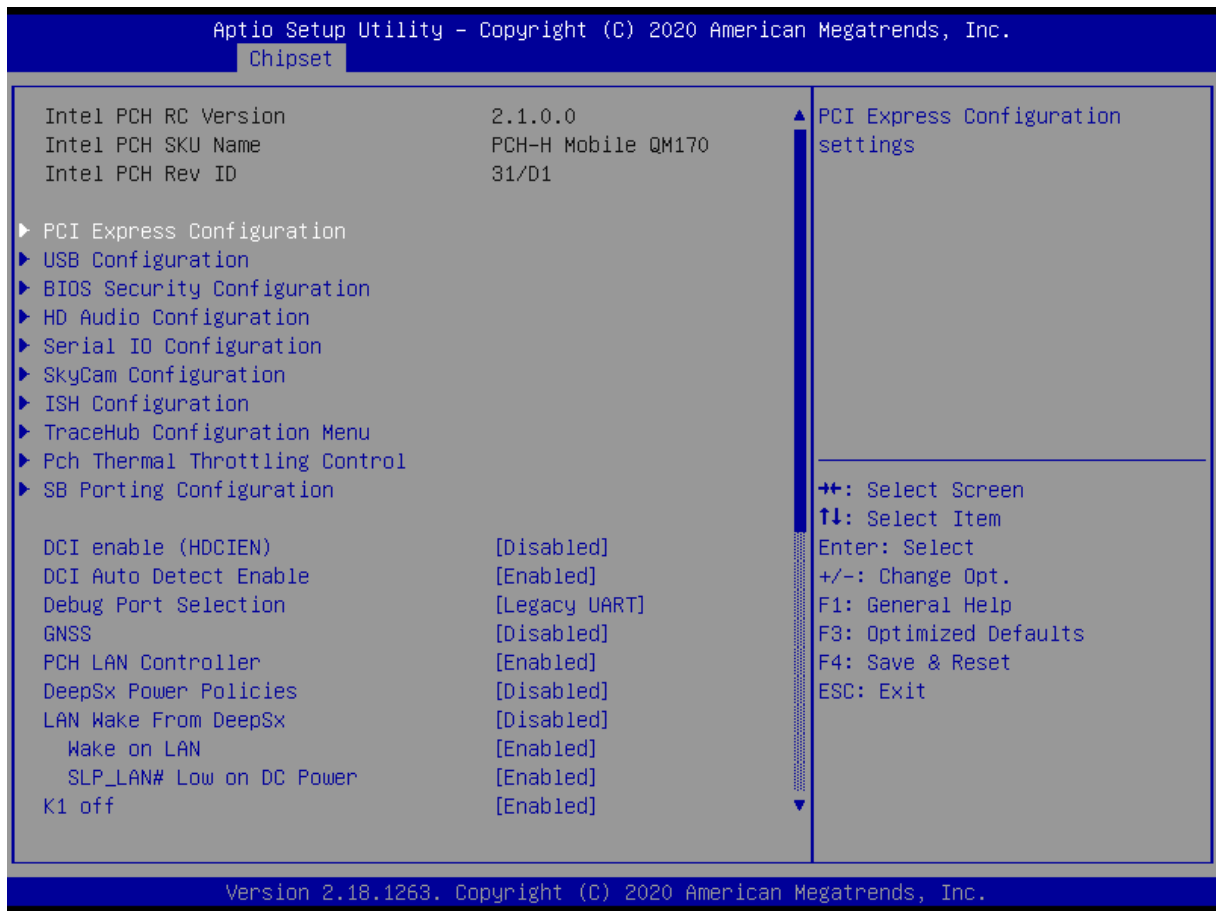 Aptio Setup Utility – Copyright (C) 2020 American Megatrends, Inc.
Chipset
Intel PCH RC Version 2.1.0.0
Intel PCH SKU Name PCH-H Mobile QM170
Intel PCH Rev ID 31/D1
▶ PCI Express Configuration
▶ USB Configuration
▶ BIOS Security Configuration
▶ HD Audio Configuration
▶ Serial IO Configuration
▶ SkyCam Configuration
▶ ISH Configuration
▶ TraceHub Configuration Menu
▶ Pch Thermal Throttling Control
▶ SB Porting Configuration
DCI enable (HDCIEN) [Disabled]
DCI Auto Detect Enable [Enabled]
Debug Port Selection [Legacy UART]
GNSS [Disabled]
PCH LAN Controller [Enabled]
DeepSx Power Policies [Disabled]
LAN Wake From DeepSx [Disabled]
Wake on LAN [Enabled]
SLP_LAN# Low on DC Power [Enabled]
K1 off [Enabled]
PCI Express Configuration
settings
→←: Select Screen
↑↓: Select Item
Enter: Select
+/-: Change Opt.
F1: General Help
F3: Optimized Defaults
F4: Save & Reset
ESC: Exit
Version 2.18.1263. Copyright (C) 2020 American Megatrends, Inc.